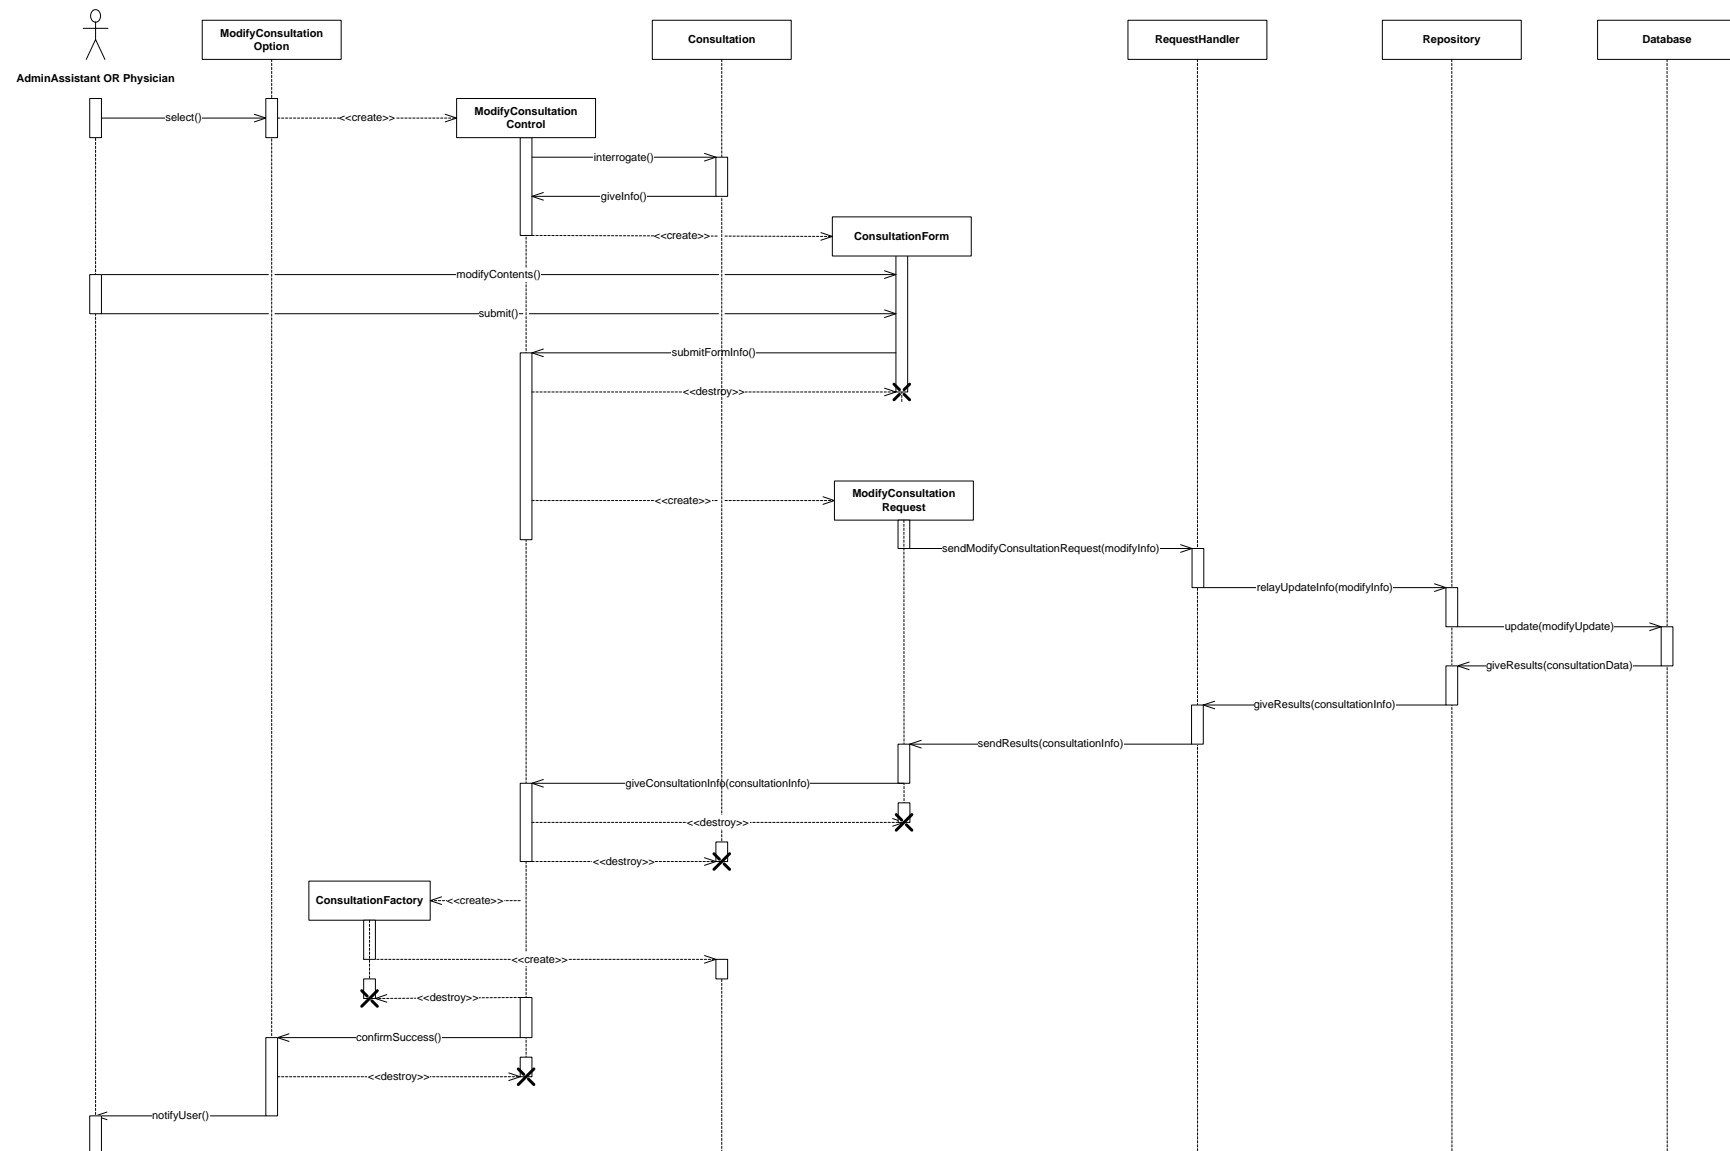 ModifyConsultation
Option
Consultation
RequestHandler
Repository
Database
AdminAssistant OR Physician
select()
<<create>>
ModifyConsultation
Control
interrogate()
giveInfo()
<<create>>
ConsultationForm
modifyContents()
submit()
submitFormInfo()
<<destroy>>
<<create>>
ModifyConsultation
Request
sendModifyConsultationRequest(modifyInfo)
relayUpdateInfo(modifyInfo)
update(modifyUpdate)
giveResults(consultationData)
giveResults(consultationInfo)
sendResults(consultationInfo)
giveConsultationInfo(consultationInfo)
<<destroy>>
<<destroy>>
ConsultationFactory
<<create>>
<<create>>
<<destroy>>
confirmSuccess()
<<destroy>>
notifyUser()